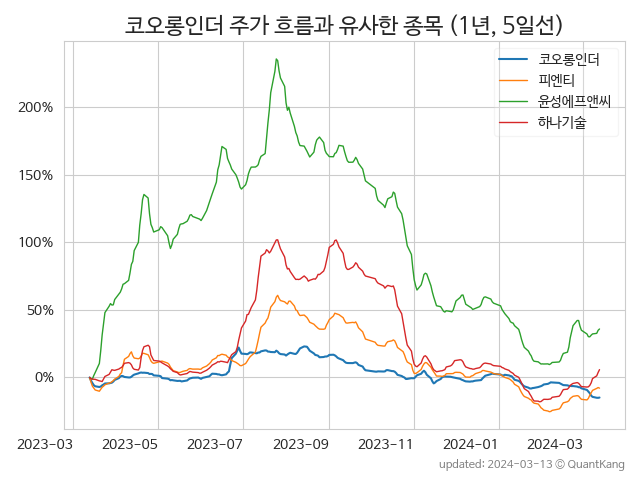 코오롱인더 주가 흐름과 유사한 종목 (1년, 5일선)
코오롱인더
피엔티
윤성에프앤씨
하나기술
200%
150%
100%
50%
0%
2023-03 2023-05 2023-07 2023-09 2023-11 2024-01 2024-03
updated: 2024-03-13 © QuantKang